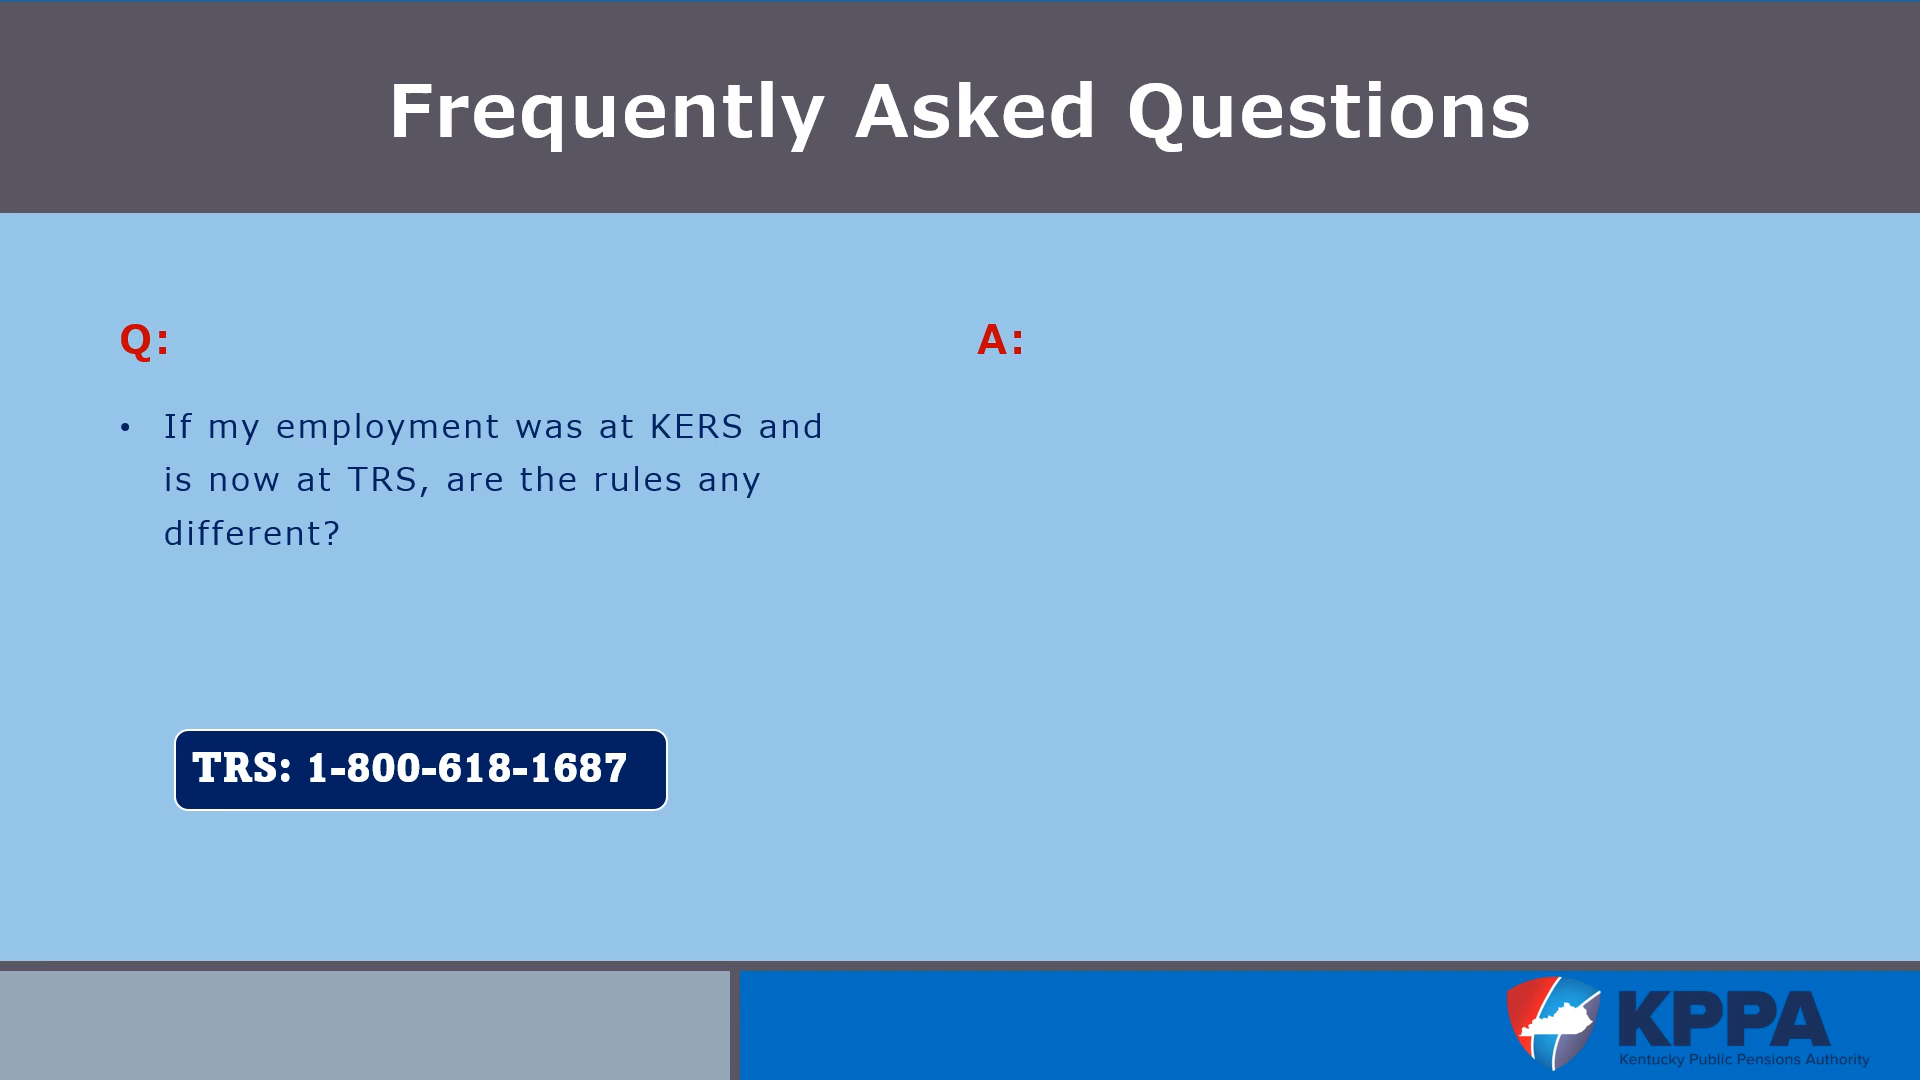 Frequently Asked Questions
Q:
• If my employment was at KERS and
is now at TRS, are the rules any
different?
TRS: 1-800-618-1687
A:
KPPA
Kentucky Public Pensions Authority